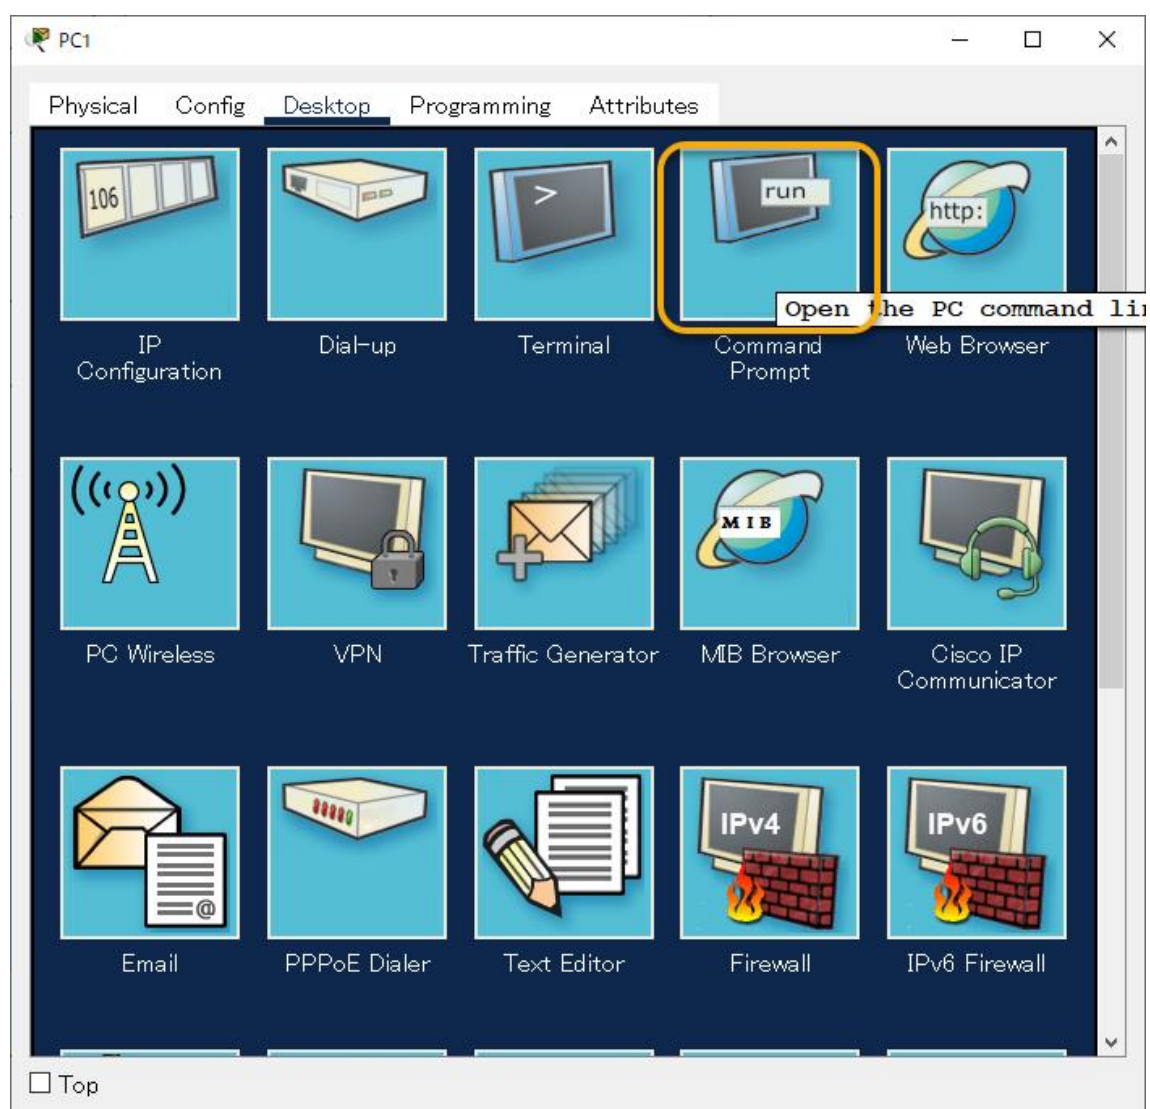 PC1
Physical Config Desktop Programming Attributes
106
>
run
http:
Open the PC command li
IP
Configuration
Dial-up
Terminal
Command
Prompt
Web Browser
PC Wireless
VPN
Traffic Generator
MIB
MIB Browser
Cisco IP
Communicator
@
Email
PPPoE Dialer
Text Editor
IPv4
Firewall
IPv6
IPv6 Firewall
Top